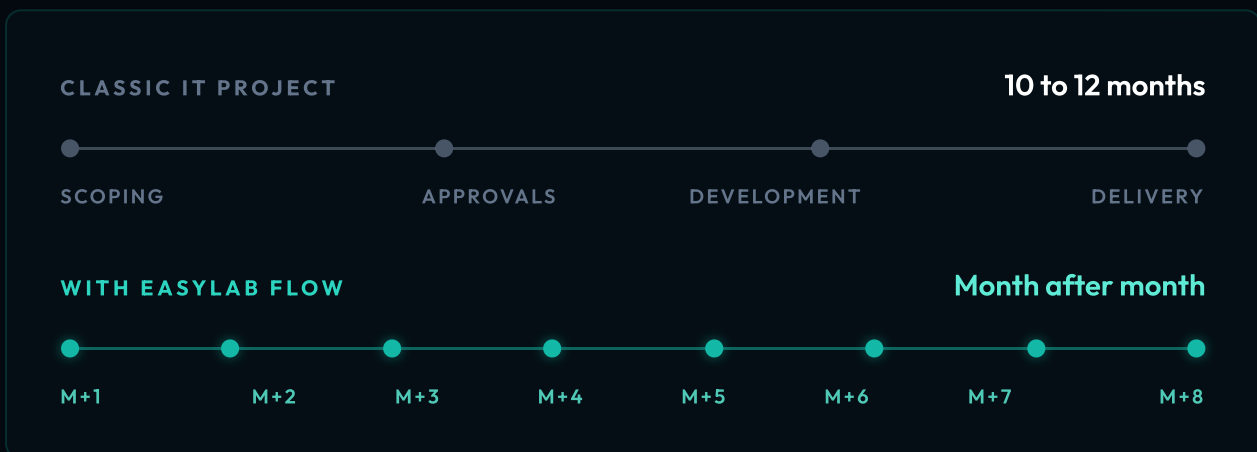 CLASSIC IT PROJECT
10 to 12 months
SCOPING
APPROVALS
DEVELOPMENT
DELIVERY
WITH EASYLAB FLOW
Month after month
M+1
M+2
M+3
M+4
M+5
M+6
M+7
M+8